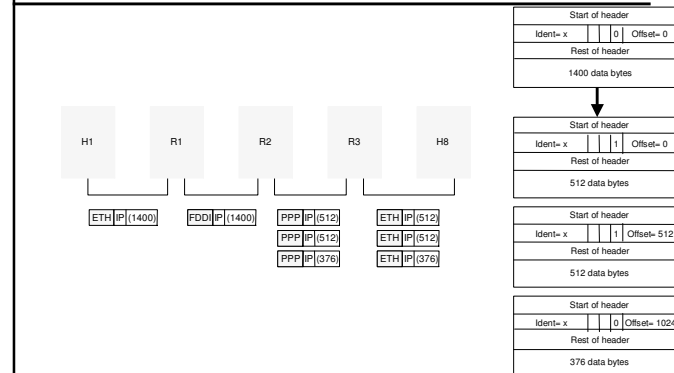 H1 R1 R2 R3 H8
ETH IP (1400) FDDI IP (1400) PPP IP (512) ETH IP (512)
PPP IP (512) ETH IP (512)
PPP IP (376) ETH IP (376)
Start of header
Ident= x 0 Offset= 0
Rest of header
1400 data bytes
Start of header
Ident= x 1 Offset= 0
Rest of header
512 data bytes
Start of header
Ident= x 1 Offset= 512
Rest of header
512 data bytes
Start of header
Ident= x 0 Offset= 1024
Rest of header
376 data bytes